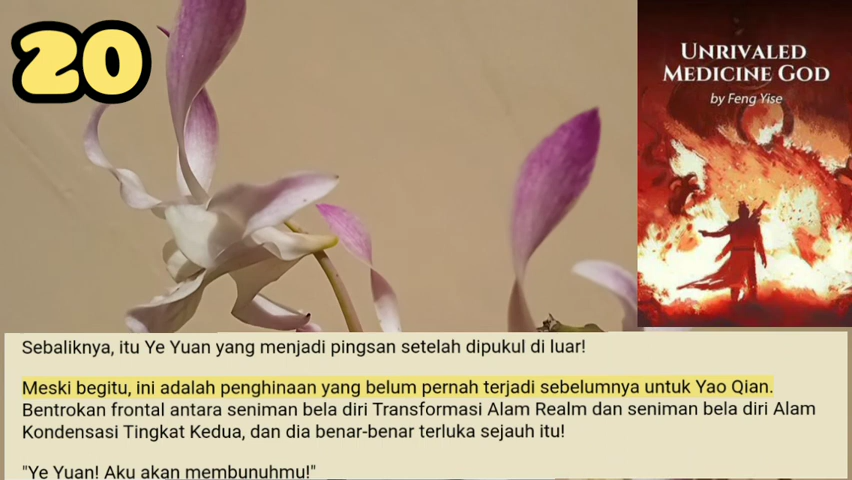 20
UNRIVALED
MEDICINE GOD
by Feng Yise
Sebaliknya, itu Ye Yuan yang menjadi pingsan setelah dipukul di luar!
Meski begitu, ini adalah penghinaan yang belum pernah terjadi sebelumnya untuk Yao Qian.
Bentrokan frontal antara seniman bela diri Transformasi Alam Realm dan seniman bela diri Alam
Kondensasi Tingkat Kedua, dan dia benar-benar terluka sejauh itu!
"Ye Yuan! Aku akan membunuhmu!"